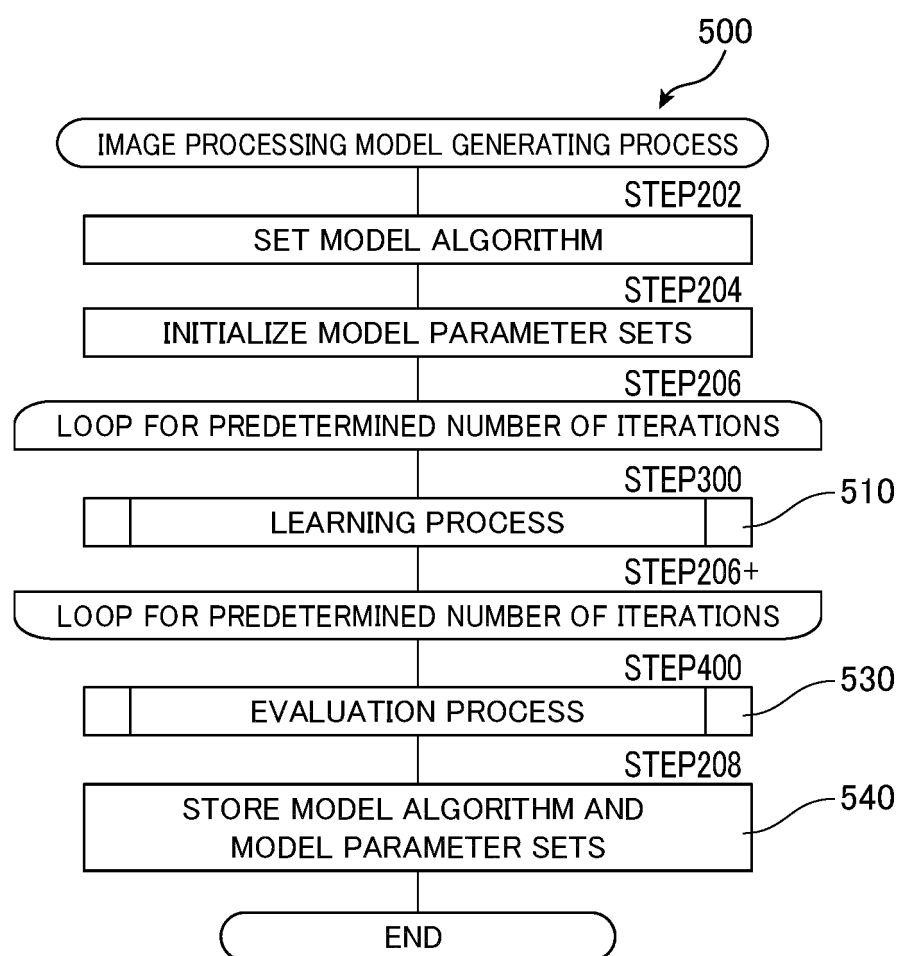 500
IMAGE PROCESSING MODEL GENERATING PROCESS
STEP202
SET MODEL ALGORITHM
STEP204
INITIALIZE MODEL PARAMETER SETS
STEP206
LOOP FOR PREDETERMINED NUMBER OF ITERATIONS
STEP300
LEARNING PROCESS
510
STEP206+
LOOP FOR PREDETERMINED NUMBER OF ITERATIONS
STEP400
EVALUATION PROCESS
530
STEP208
STORE MODEL ALGORITHM AND
MODEL PARAMETER SETS
540
END